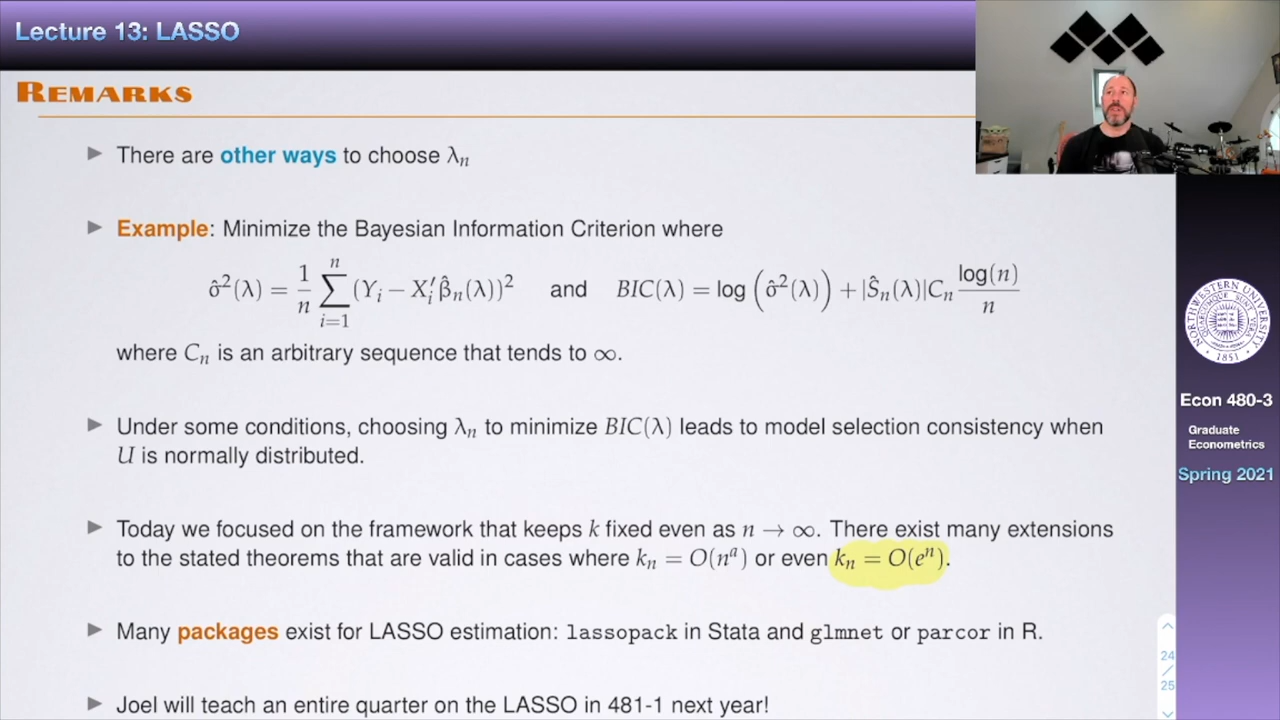 Lecture 13: LASSO
REMARKS
There are other ways to choose λₙ
Example: Minimize the Bayesian Information Criterion where
σ̂²(λ) = 1/n ∑ᵢ₌₁ⁿ (Yᵢ − Xᵢ′β̂ₙ(λ))² and BIC(λ) = log (σ̂²(λ)) + |Ŝₙ(λ)|Cₙ log(n)/n
where Cₙ is an arbitrary sequence that tends to ∞.
Under some conditions, choosing λₙ to minimize BIC(λ) leads to model selection consistency when
U is normally distributed.
Today we focused on the framework that keeps k fixed even as n → ∞. There exist many extensions
to the stated theorems that are valid in cases where kₙ = O(nᵃ) or even kₙ = O(eⁿ).
Many packages exist for LASSO estimation: lassopack in Stata and glmnet or parcor in R.
Joel will teach an entire quarter on the LASSO in 481-1 next year!
NORTHWESTERN UNIVERSITY
1851
Econ 480-3
Graduate
Econometrics
Spring 2021
24
/
25